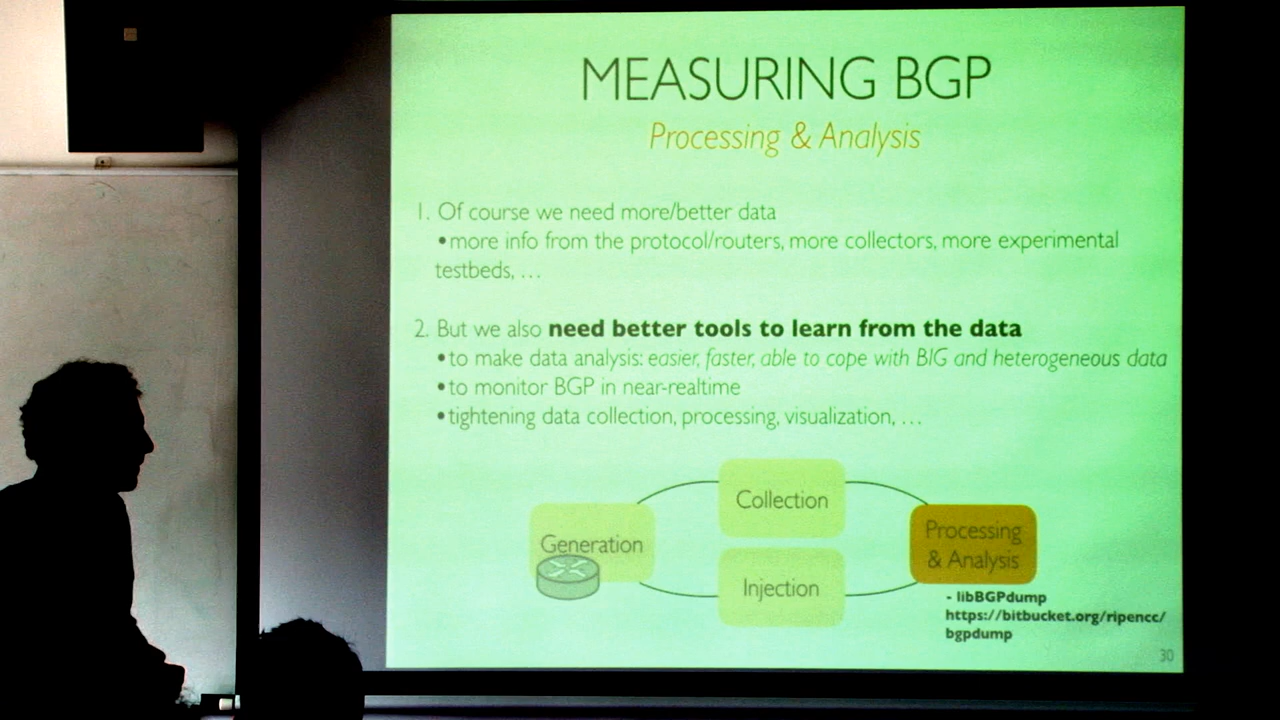 MEASURING BGP
Processing & Analysis
1. Of course we need more/better data
•more info from the protocol/routers, more collectors, more experimental
testbeds, …
2. But we also need better tools to learn from the data
•to make data analysis: easier, faster, able to cope with BIG and heterogeneous data
•to monitor BGP in near-realtime
•tightening data collection, processing, visualization, …
Collection
Generation
Processing
& Analysis
Injection
- libBGPdump
https://bitbucket.org/ripencc/
bgpdump
30